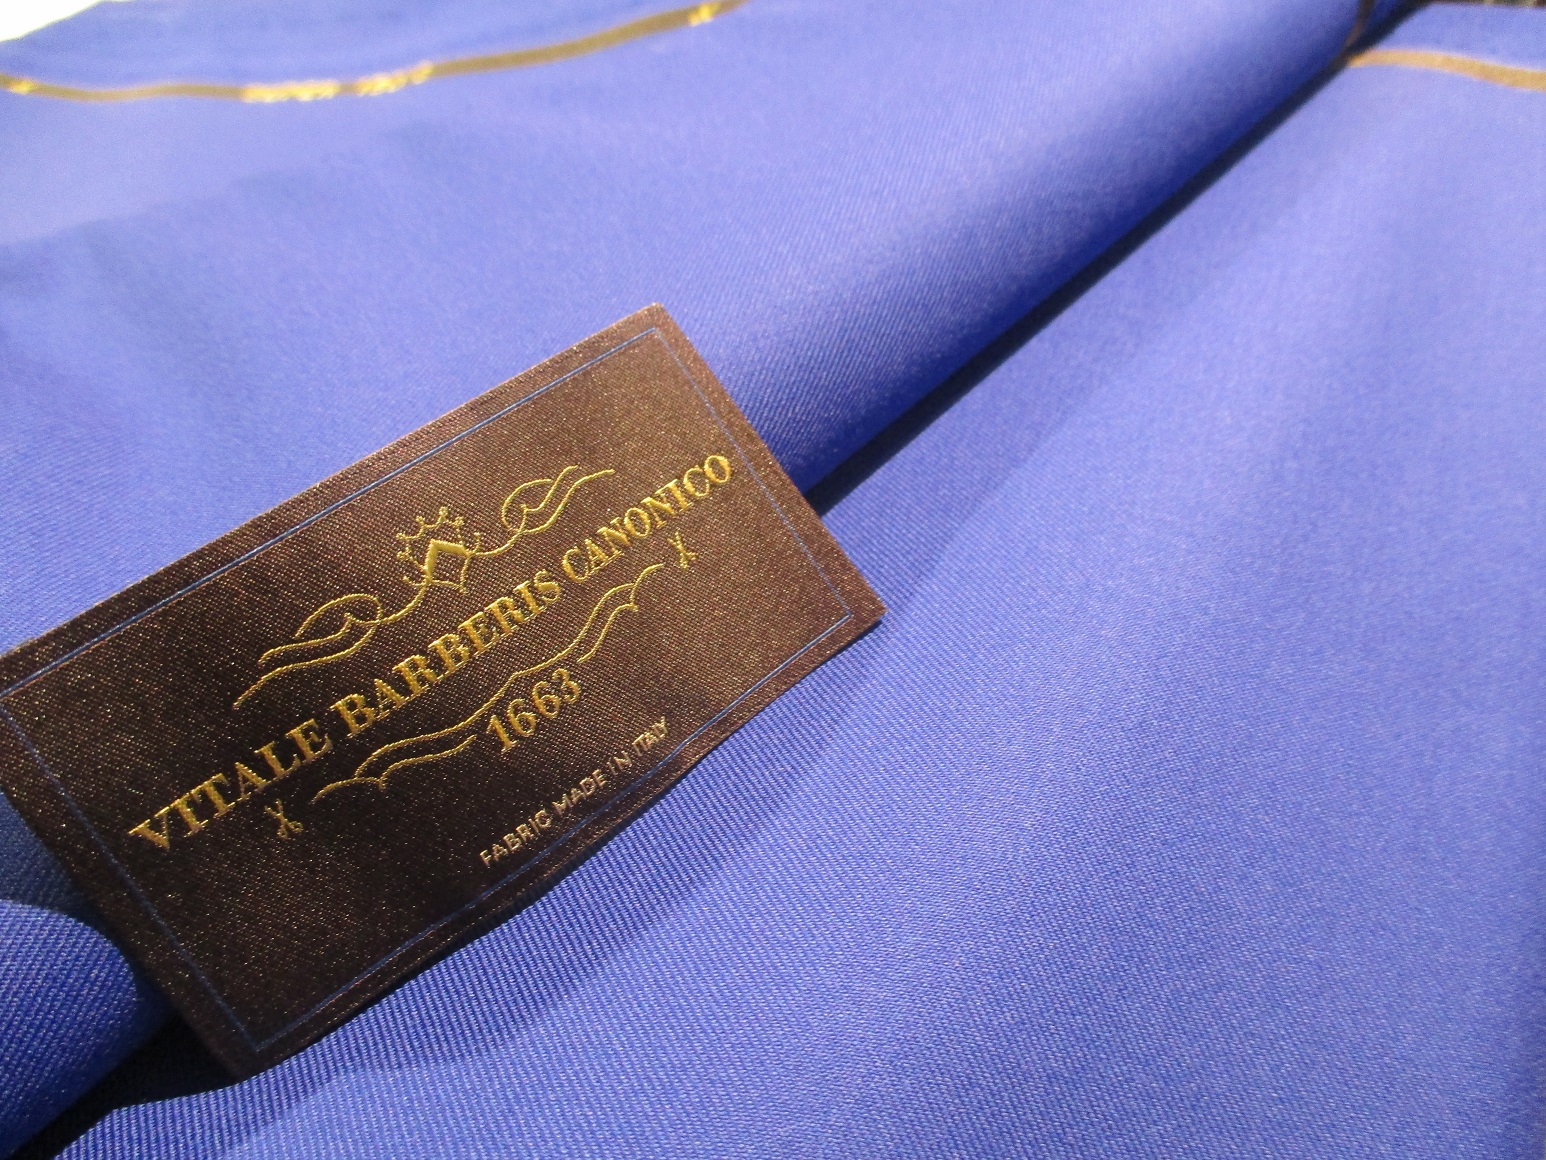 VITALE BARBERIS CANONICO
1663
FABRIC MADE IN ITALY